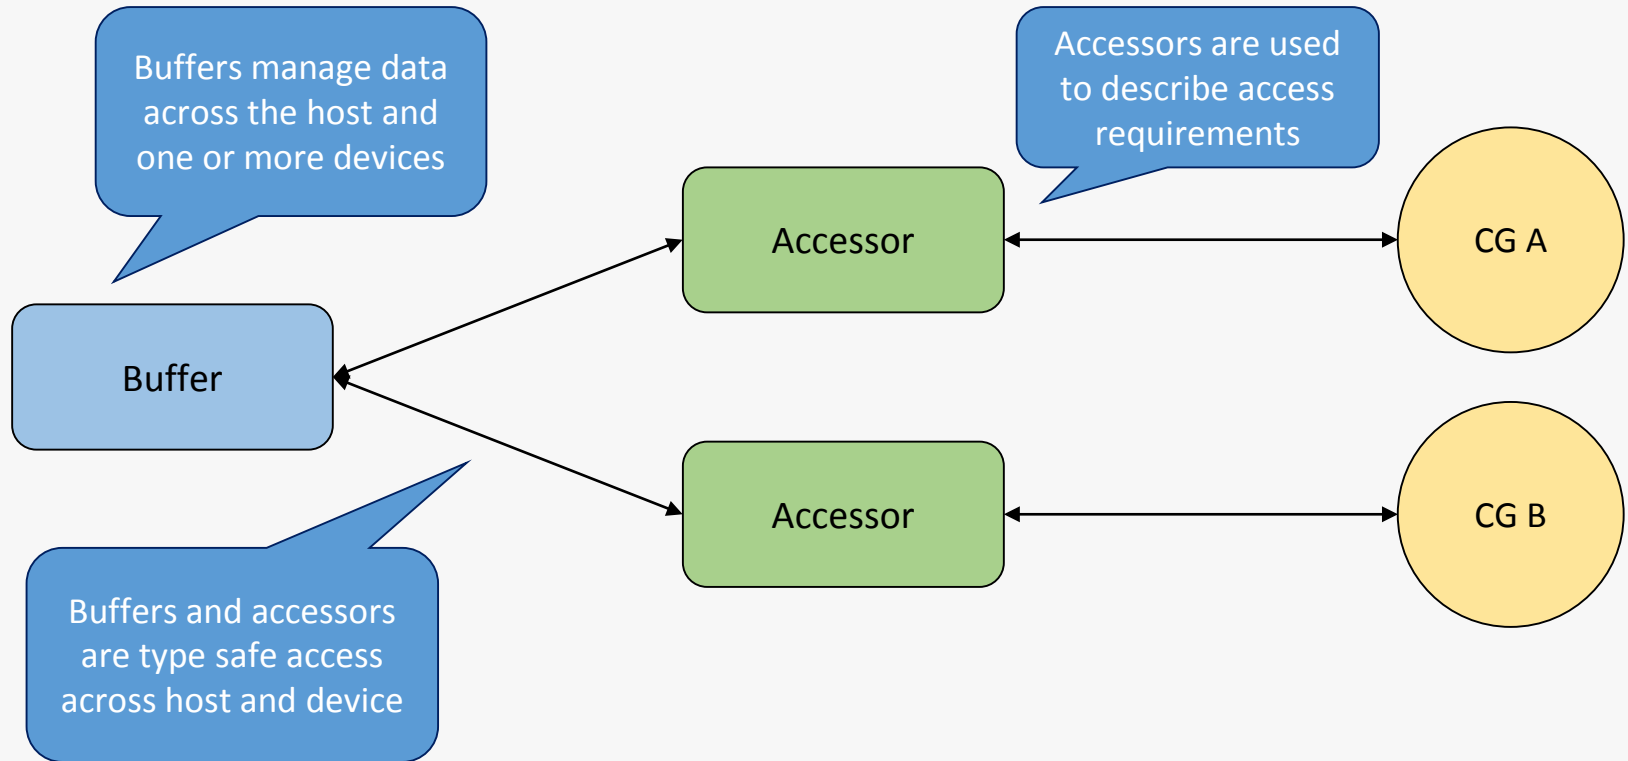 Buffers manage data
across the host and
one or more devices
Accessors are used
to describe access
requirements
Accessor
CG A
Buffer
Accessor
CG B
Buffers and accessors
are type safe access
across host and device